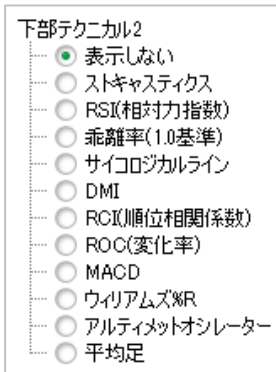 下部テクニカル2
表示しない
ストキャスティクス
RSI(相対力指数)
乖離率(1.0基準)
サイコロジカルライン
DMI
RCI(順位相関係数)
ROC(変化率)
MACD
ウィリアムズ%R
アルティメットオシレーター
平均足